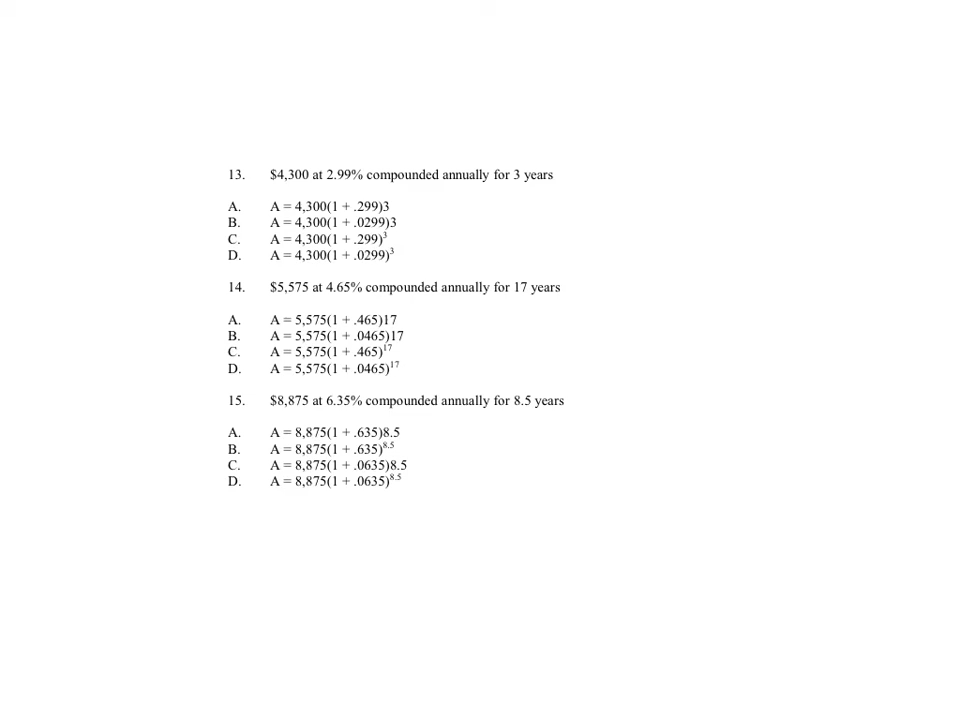 13. $4,300 at 2.99% compounded annually for 3 years
A. A = 4,300(1 + .299)3
B. A = 4,300(1 + .0299)3
C. A = 4,300(1 + .299)³
D. A = 4,300(1 + .0299)³
14. $5,575 at 4.65% compounded annually for 17 years
A. A = 5,575(1 + .465)17
B. A = 5,575(1 + .0465)17
C. A = 5,575(1 + .465)¹⁷
D. A = 5,575(1 + .0465)¹⁷
15. $8,875 at 6.35% compounded annually for 8.5 years
A. A = 8,875(1 + .635)8.5
B. A = 8,875(1 + .635)⁸·⁵
C. A = 8,875(1 + .0635)8.5
D. A = 8,875(1 + .0635)⁸·⁵